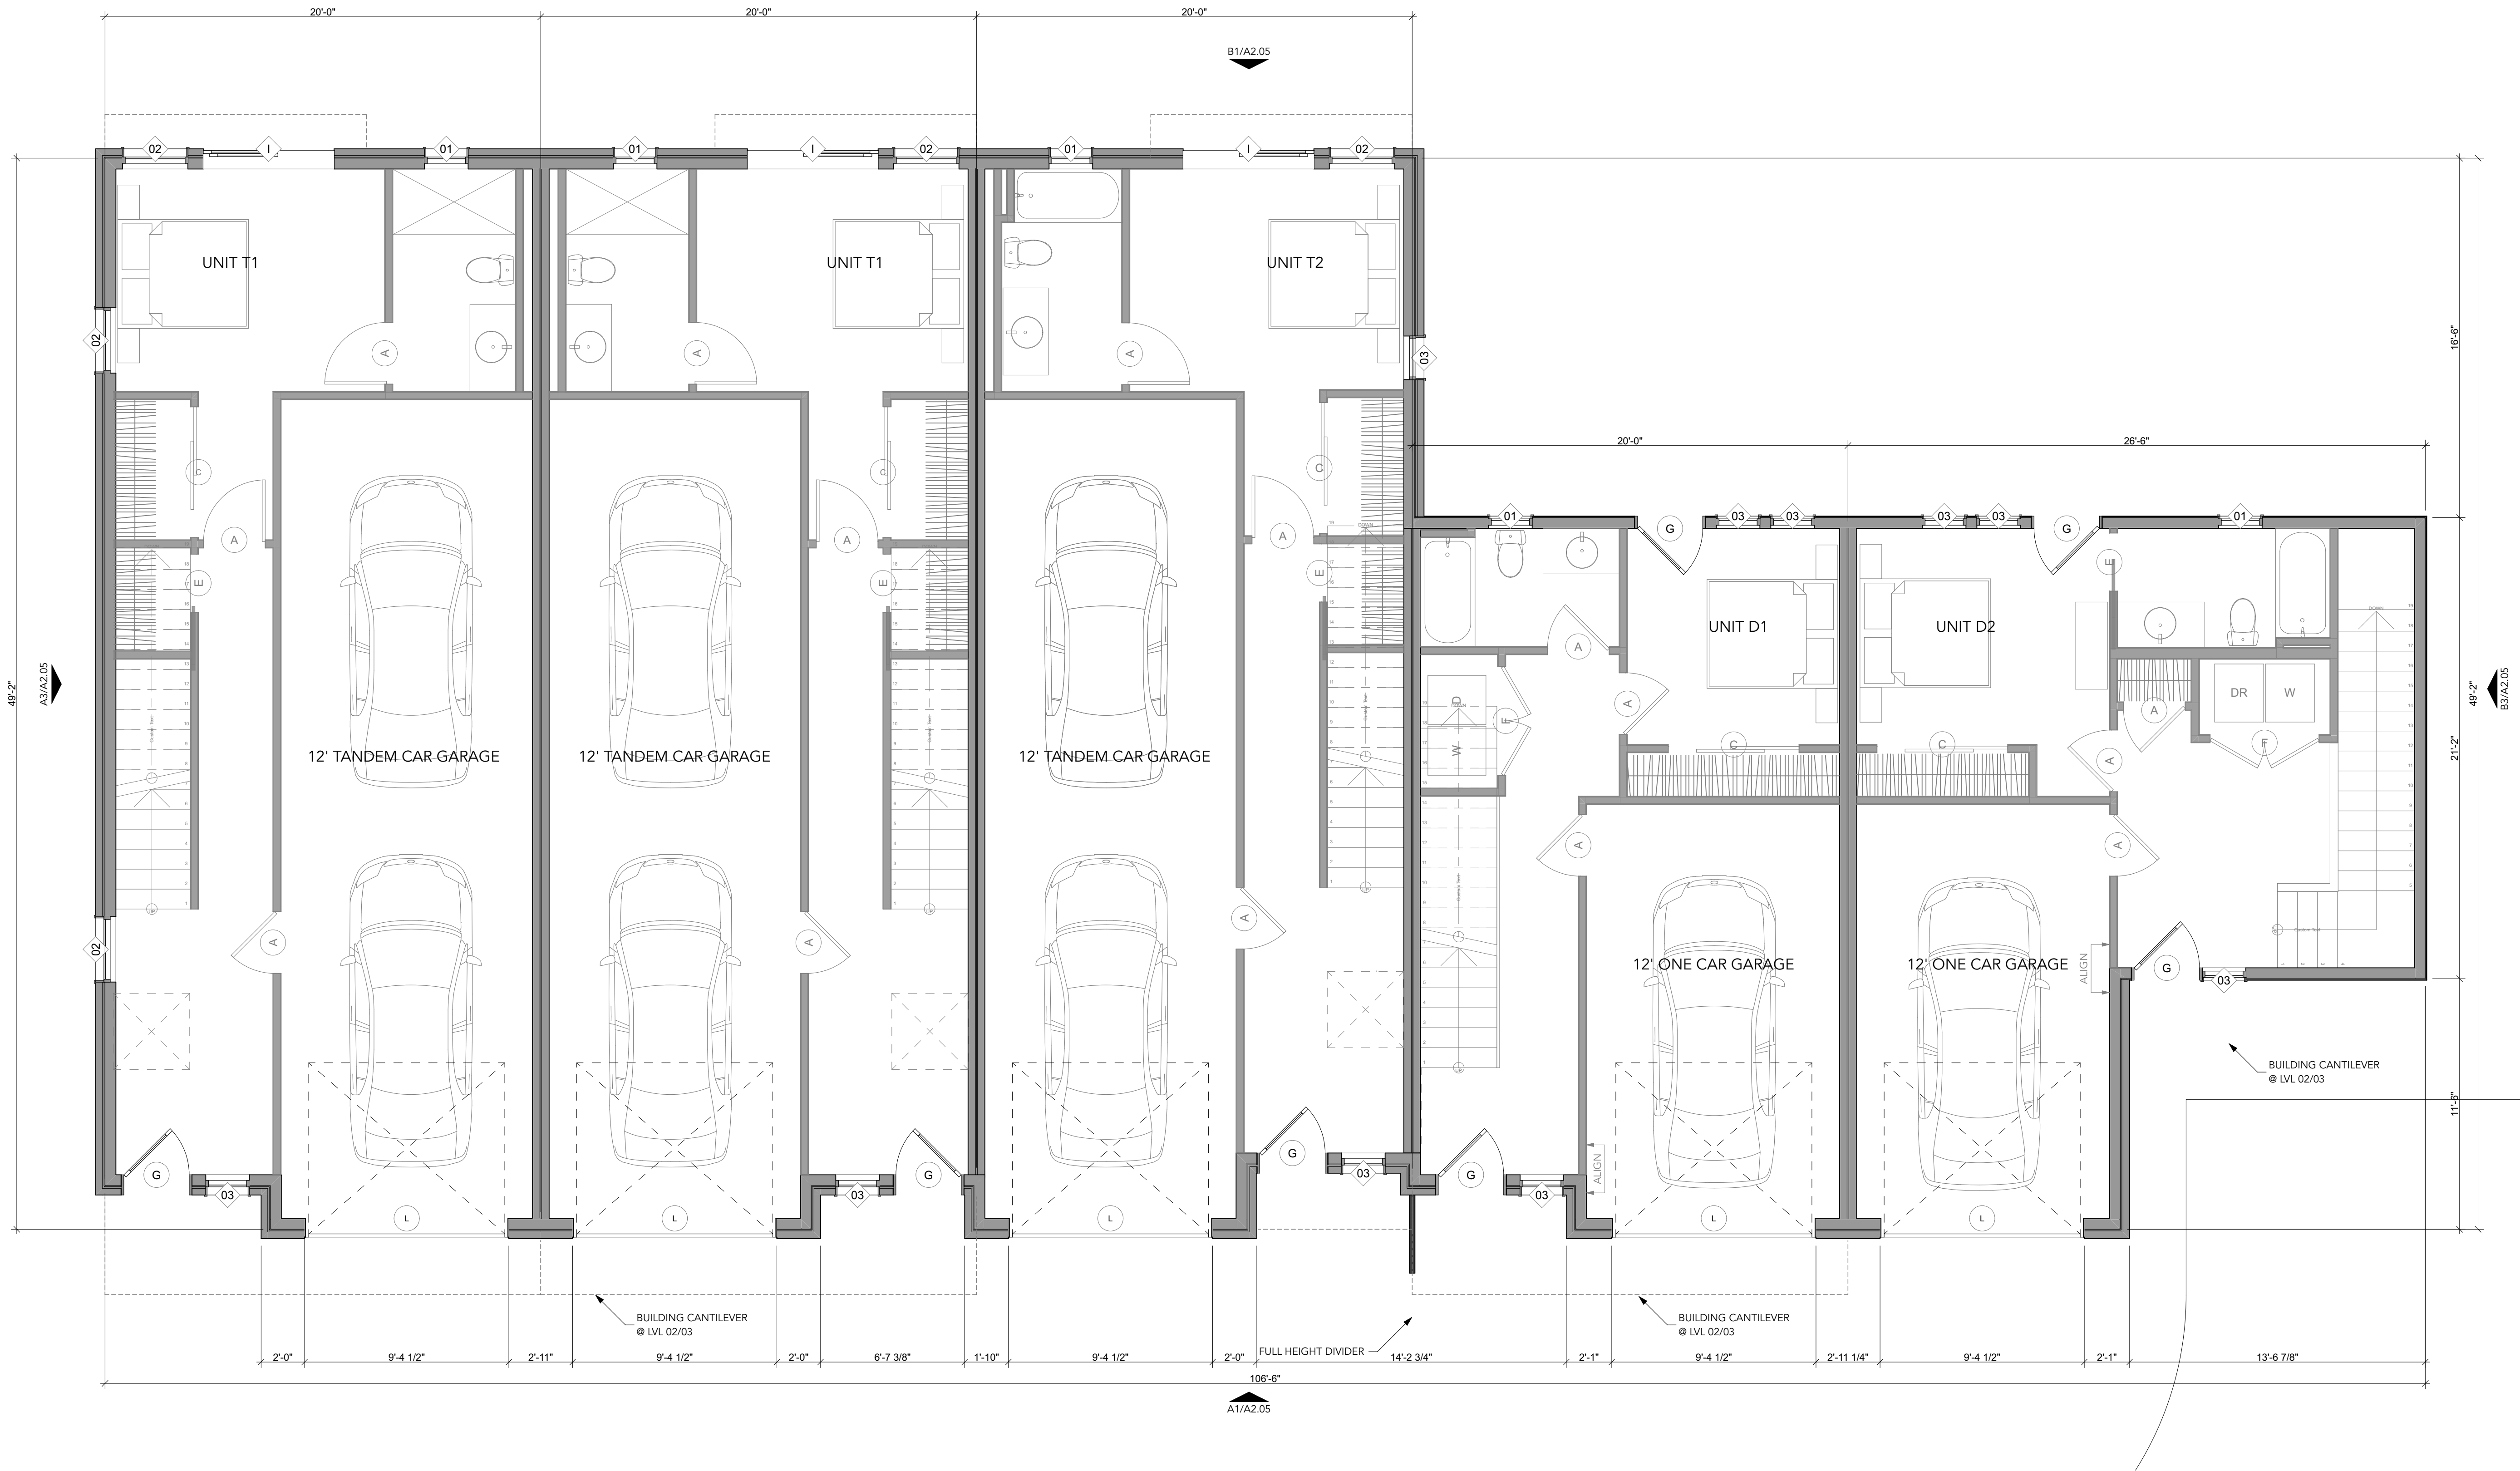 20'-0" 20'-0" 20'-0"
B1/A2.05
02 I 01 01 I 02 01 I 02
UNIT T1 UNIT T1 UNIT T2
16'-6"
02 A A A 03
20'-0" 26'-6"
C C C
01 G 03 03 03 03 G 01
A A A
E E E E
DOWN DOWN
UNIT D1 UNIT D2
A A
49'-2" A3/A2.05 B3/A2.05 49'-2"
D W F DR W
DOWN
A C C A F
21'-2"
12' TANDEM CAR GARAGE 12' TANDEM CAR GARAGE 12' TANDEM CAR GARAGE
A A A
02 A A A
12' ONE CAR GARAGE 12' ONE CAR GARAGE
ALIGN G 03
BUILDING CANTILEVER
@ LVL 02/03
11'-6"
G 03 03 G G 03 G 03 ALIGN
L L L L L
BUILDING CANTILEVER
@ LVL 02/03
BUILDING CANTILEVER
@ LVL 02/03
FULL HEIGHT DIVIDER
2'-0" 9'-4 1/2" 2'-11" 9'-4 1/2" 2'-0" 6'-7 3/8" 1'-10" 9'-4 1/2" 2'-0" 14'-2 3/4" 2'-1" 9'-4 1/2" 2'-11 1/4" 9'-4 1/2" 2'-1" 13'-6 7/8"
106'-6"
A1/A2.05